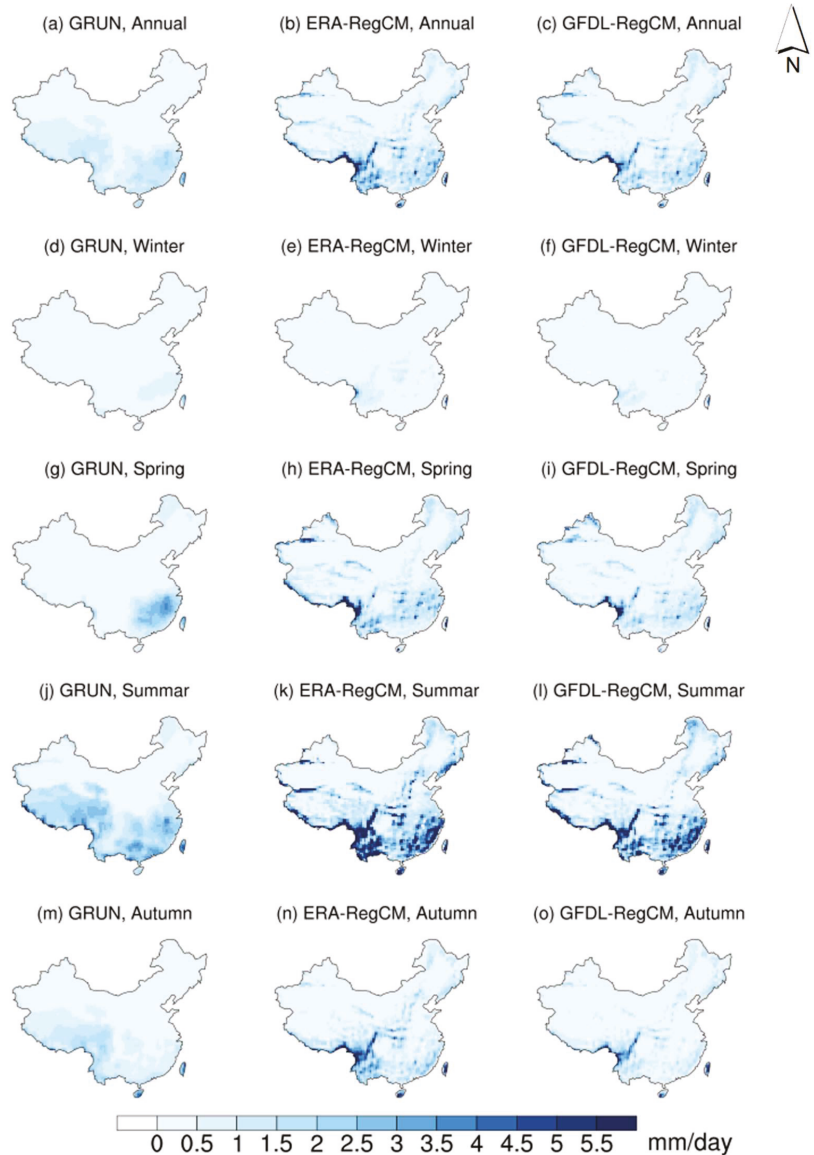 (a) GRUN, Annual (b) ERA-RegCM, Annual (c) GFDL-RegCM, Annual
N
(d) GRUN, Winter (e) ERA-RegCM, Winter (f) GFDL-RegCM, Winter
(g) GRUN, Spring (h) ERA-RegCM, Spring (i) GFDL-RegCM, Spring
(j) GRUN, Summar (k) ERA-RegCM, Summar (l) GFDL-RegCM, Summar
(m) GRUN, Autumn (n) ERA-RegCM, Autumn (o) GFDL-RegCM, Autumn
0 0.5 1 1.5 2 2.5 3 3.5 4 4.5 5 5.5 mm/day